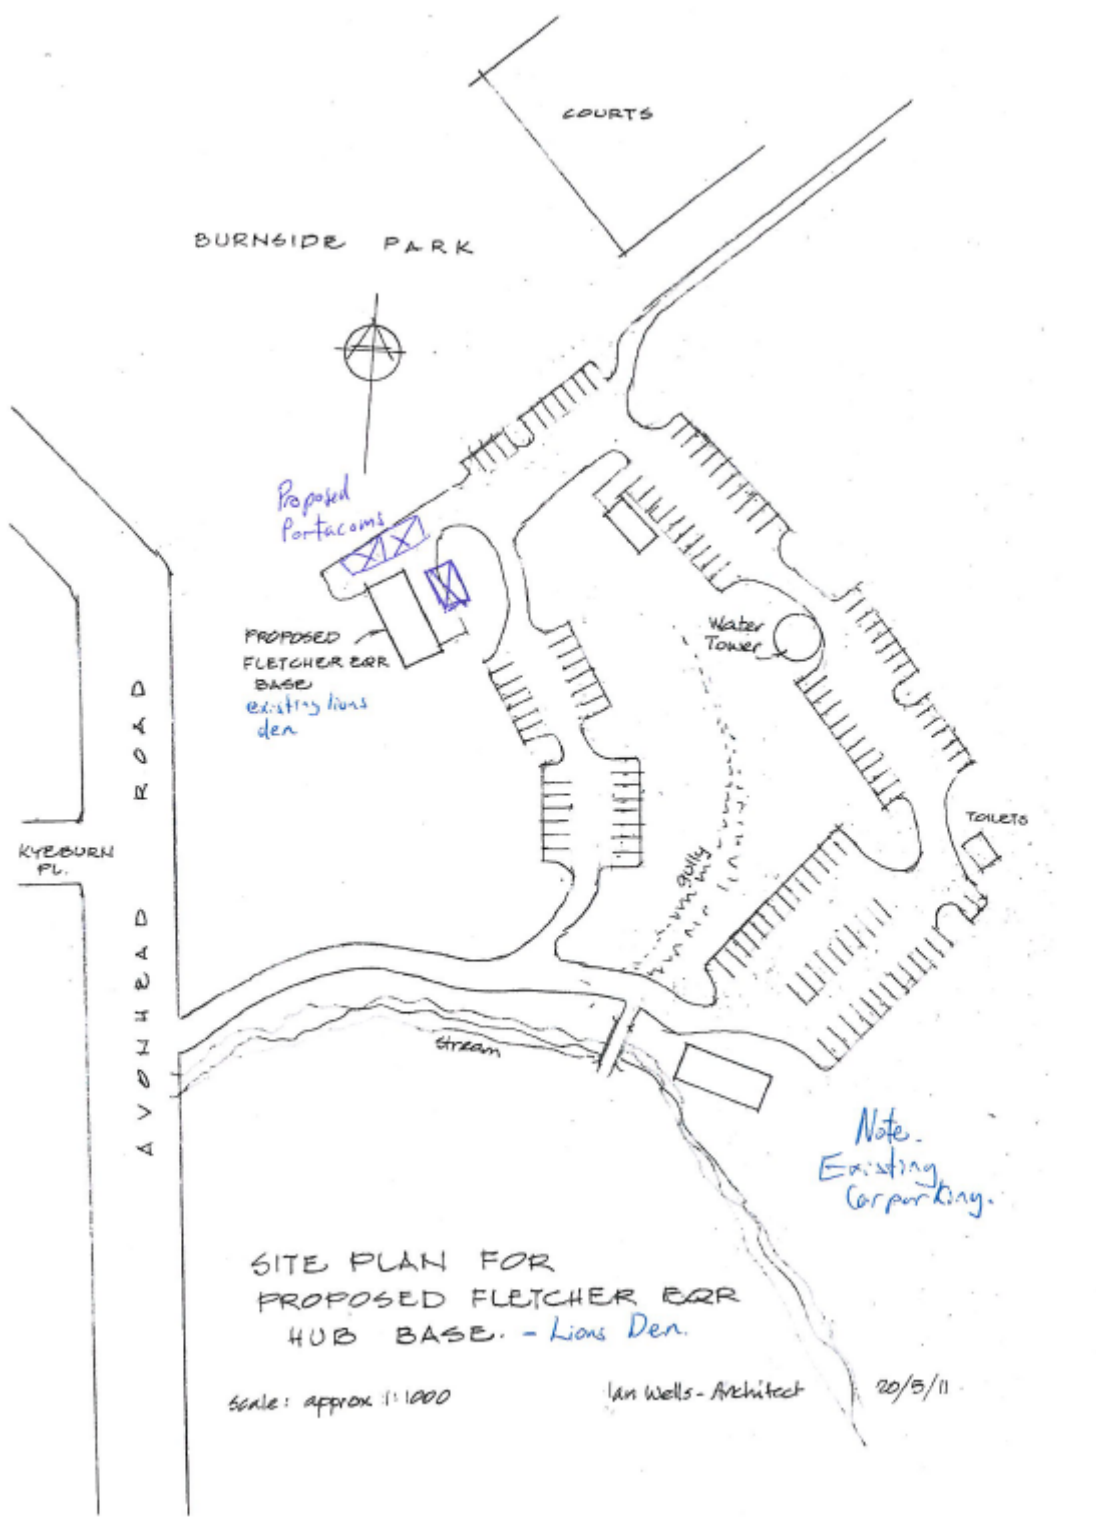 COURTS
BURNSIDE PARK
Proposed
Portacoms
PROPOSED
FLETCHER EQR
BASE
existing lions
den
Water
Tower
AVONHEAD ROAD
KYEBURN
PL.
TOILETS
gully
stream
Note.
Existing
Carparking.
SITE PLAN FOR
PROPOSED FLETCHER EQR
HUB BASE. - Lions Den.
scale: approx 1:1000
Ian Wells - Architect
20/5/11